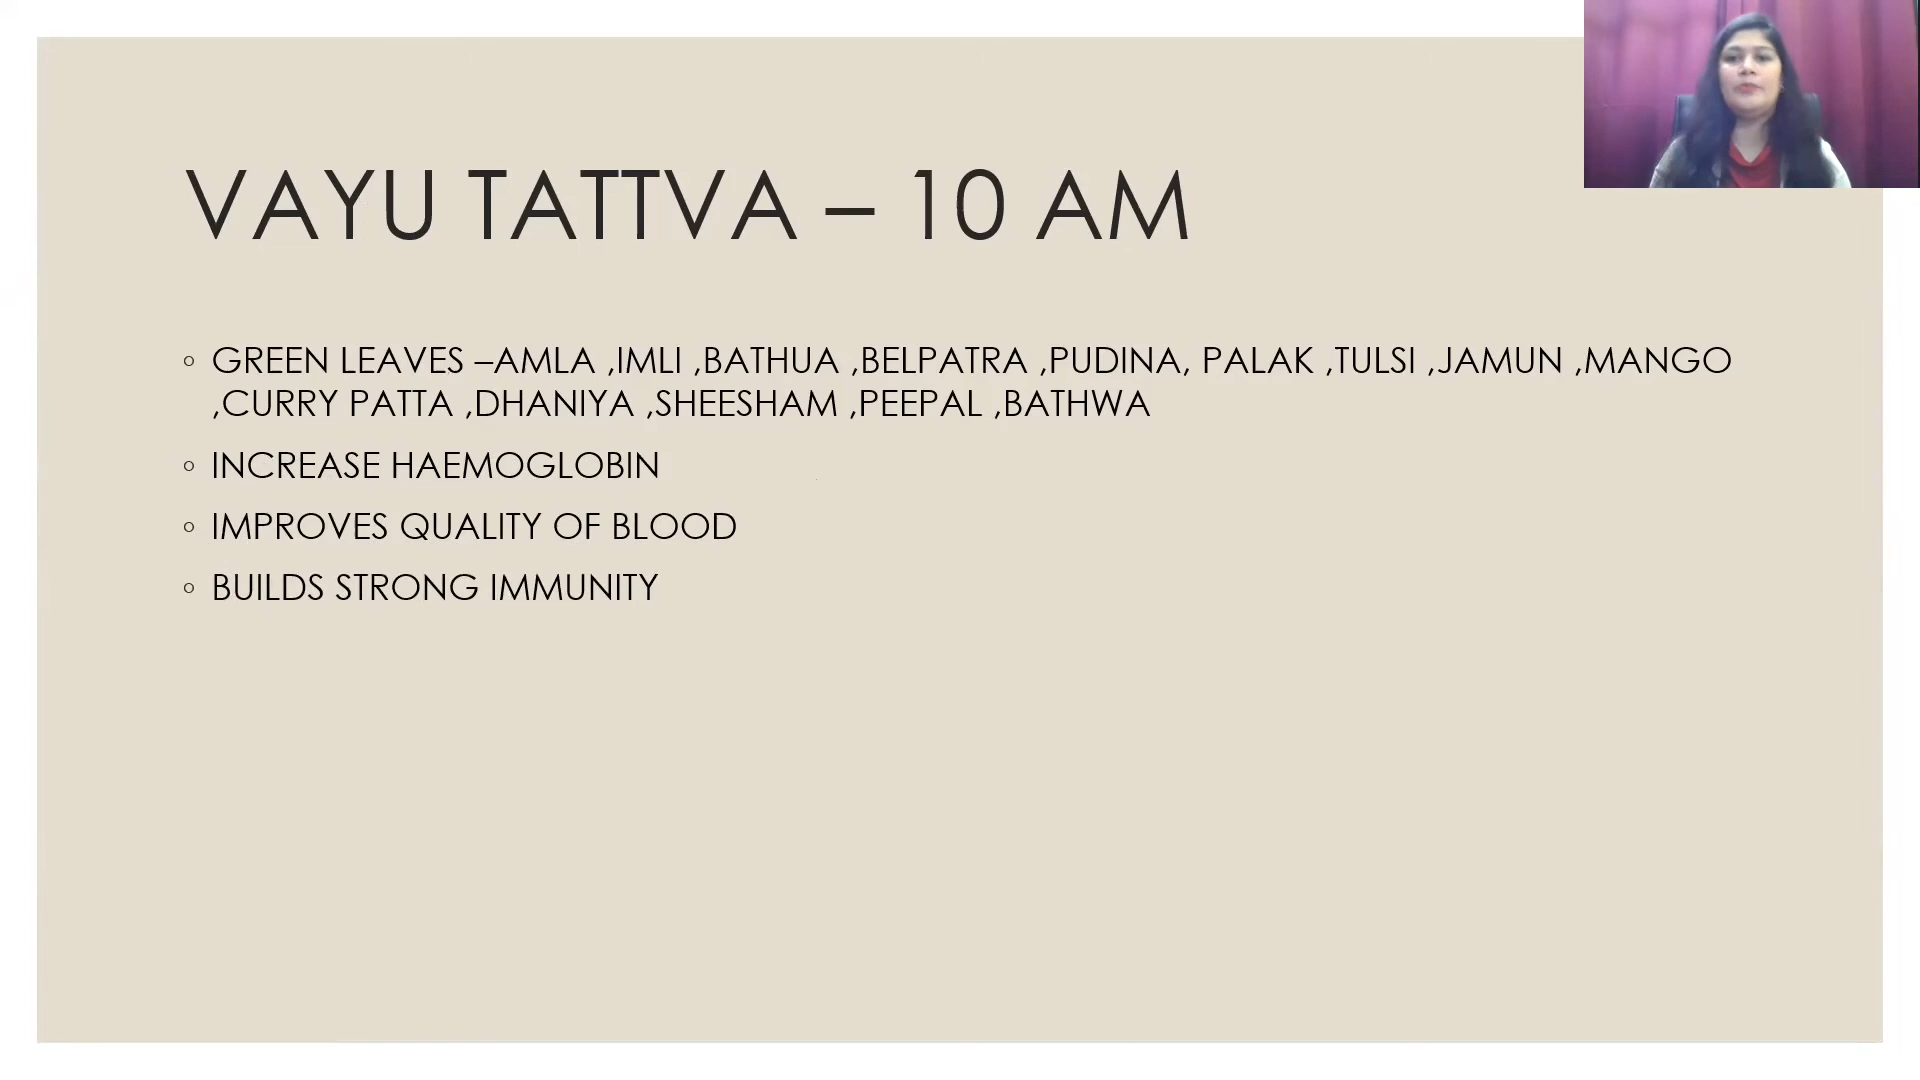 VAYU TATTVA – 10 AM
◦ GREEN LEAVES –AMLA ,IMLI ,BATHUA ,BELPATRA ,PUDINA, PALAK ,TULSI ,JAMUN ,MANGO
,CURRY PATTA ,DHANIYA ,SHEESHAM ,PEEPAL ,BATHWA
◦ INCREASE HAEMOGLOBIN
◦ IMPROVES QUALITY OF BLOOD
◦ BUILDS STRONG IMMUNITY